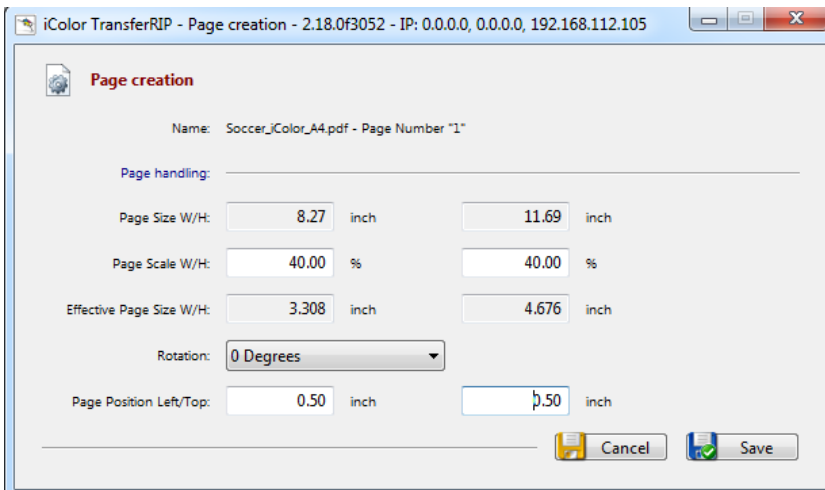 iColor TransferRIP - Page creation - 2.18.0f3052 - IP: 0.0.0.0, 0.0.0.0, 192.168.112.105
Page creation
Name: Soccer_iColor_A4.pdf - Page Number "1"
Page handling:
Page Size W/H: 8.27 inch 11.69 inch
Page Scale W/H: 40.00 % 40.00 %
Effective Page Size W/H: 3.308 inch 4.676 inch
Rotation: 0 Degrees
Page Position Left/Top: 0.50 inch 0.50 inch
Cancel Save